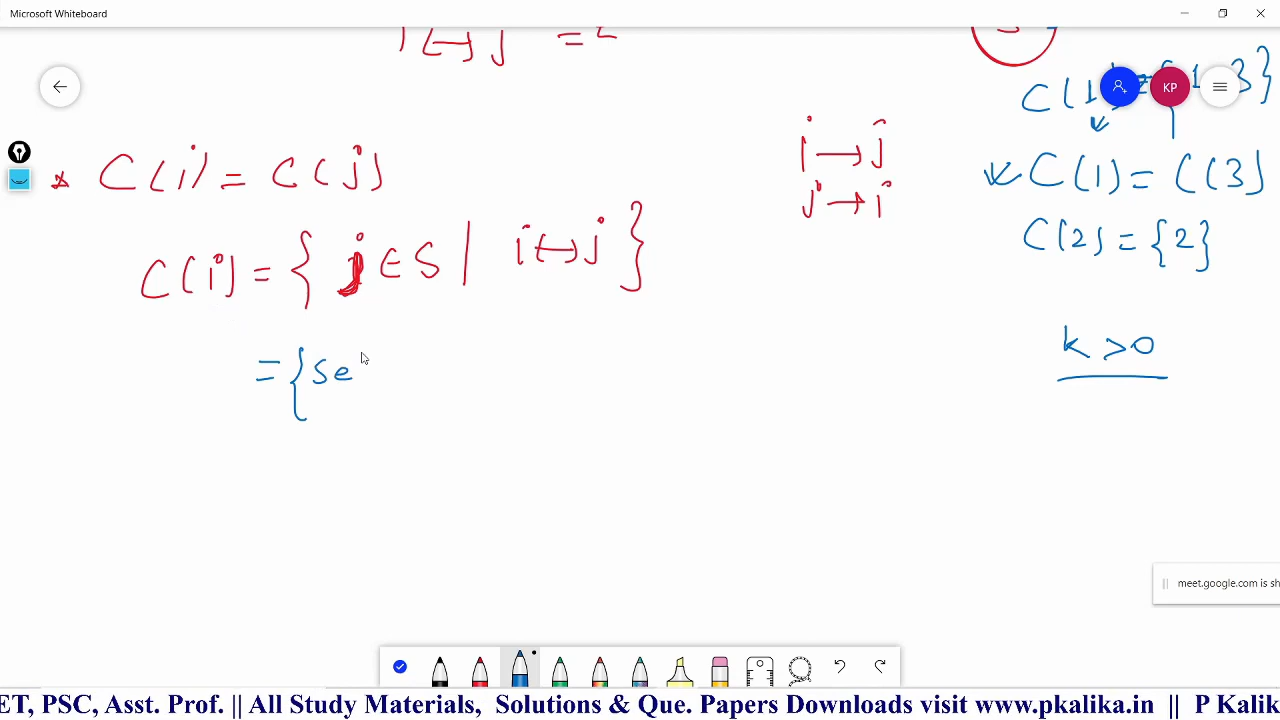 Microsoft Whiteboard
i ↔ j =
KP
* C(i) = C(j)
i → j
j → i
C(1) = C(3)
C(i) = { j ∈ S | i ↔ j }
C(2) = {2}
= { Se
k > 0
meet.google.com is sh
ET, PSC, Asst. Prof. || All Study Materials, Solutions & Que. Papers Downloads visit www.pkalika.in || P Kalik